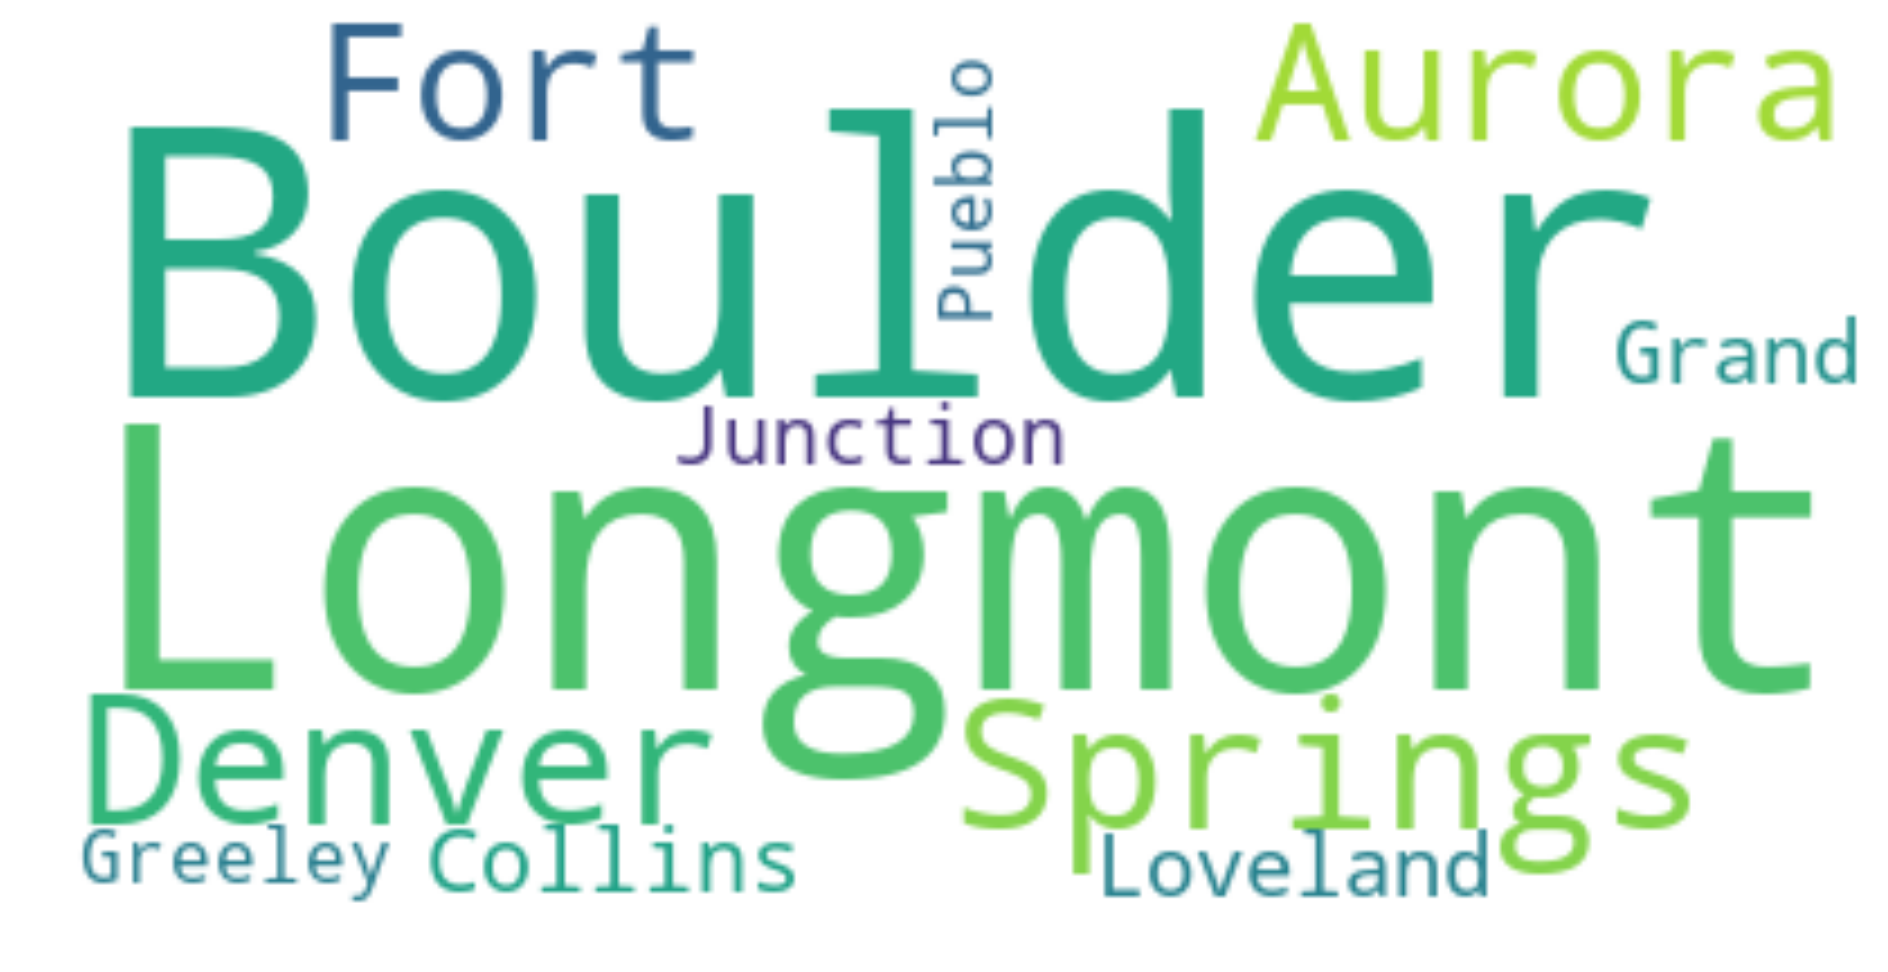 Fort
Aurora
Pueblo
Boulder
Grand
Junction
Longmont
Denver
Springs
Greeley
Collins
Loveland